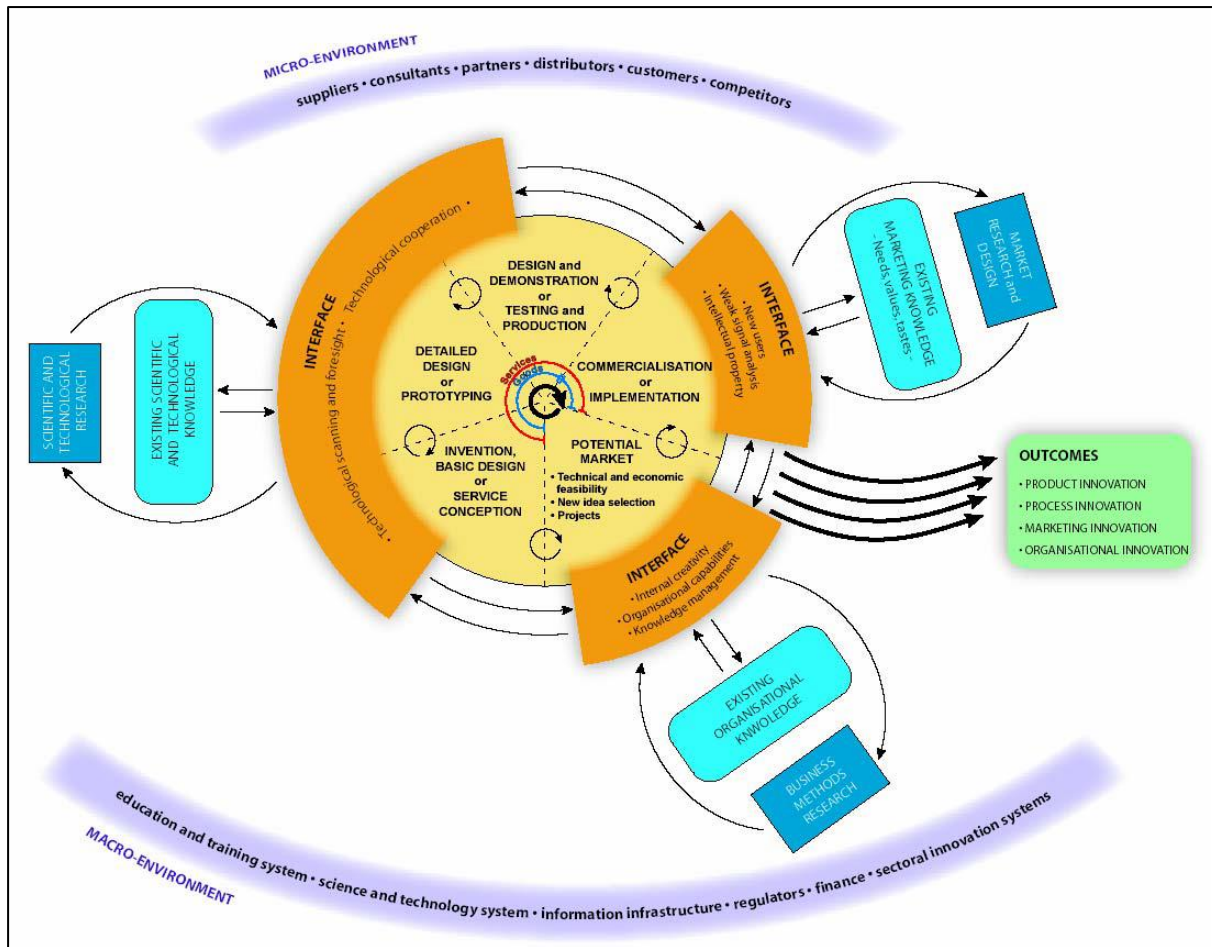 MICRO-ENVIRONMENT
suppliers • consultants • partners • distributors • customers • competitors
SCIENTIFIC AND
TECHNOLOGICAL
RESEARCH
EXISTING SCIENTIFIC
AND TECHNOLOGICAL
KNOWLEDGE
INTERFACE
• Technological scanning and foresight • Technological cooperation •
DESIGN and
DEMONSTRATION
or
TESTING and
PRODUCTION
DETAILED
DESIGN
or
PROTOTYPING
Services
Goods
COMMERCIALISATION
or
IMPLEMENTATION
INVENTION,
BASIC DESIGN
or
SERVICE
CONCEPTION
POTENTIAL
MARKET
• Technical and economic
feasibility
• New idea selection
• Projects
INTERFACE
• New users
• Weak signal analysis
• Intellectual property
EXISTING
MARKETING KNOWLEDGE
- Needs,values,tastes -
MARKET
RESEARCH and
DESIGN
OUTCOMES
• PRODUCT INNOVATION
• PROCESS INNOVATION
• MARKETING INNOVATION
• ORGANISATIONAL INNOVATION
INTERFACE
• Internal creativity
• Organisational capabilities
• Knowledge management
EXISTING
ORGANISATIONAL
KNWOLEDGE
BUSINESS
METHODS
RESEARCH
education and training system • science and technology system • information infrastructure • regulators • finance • sectoral innovation systems
MACRO-ENVIRONMENT